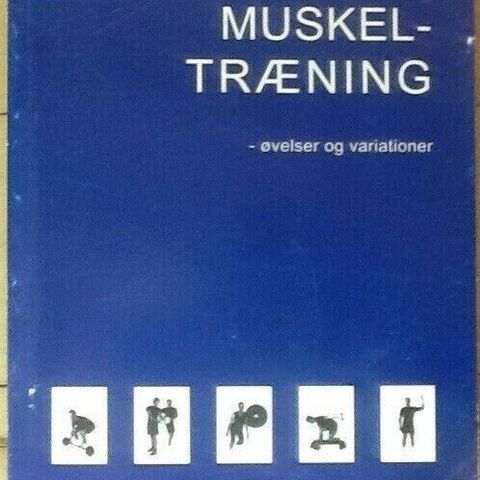 MUSKEL-
TRÆNING
- øvelser og variationer